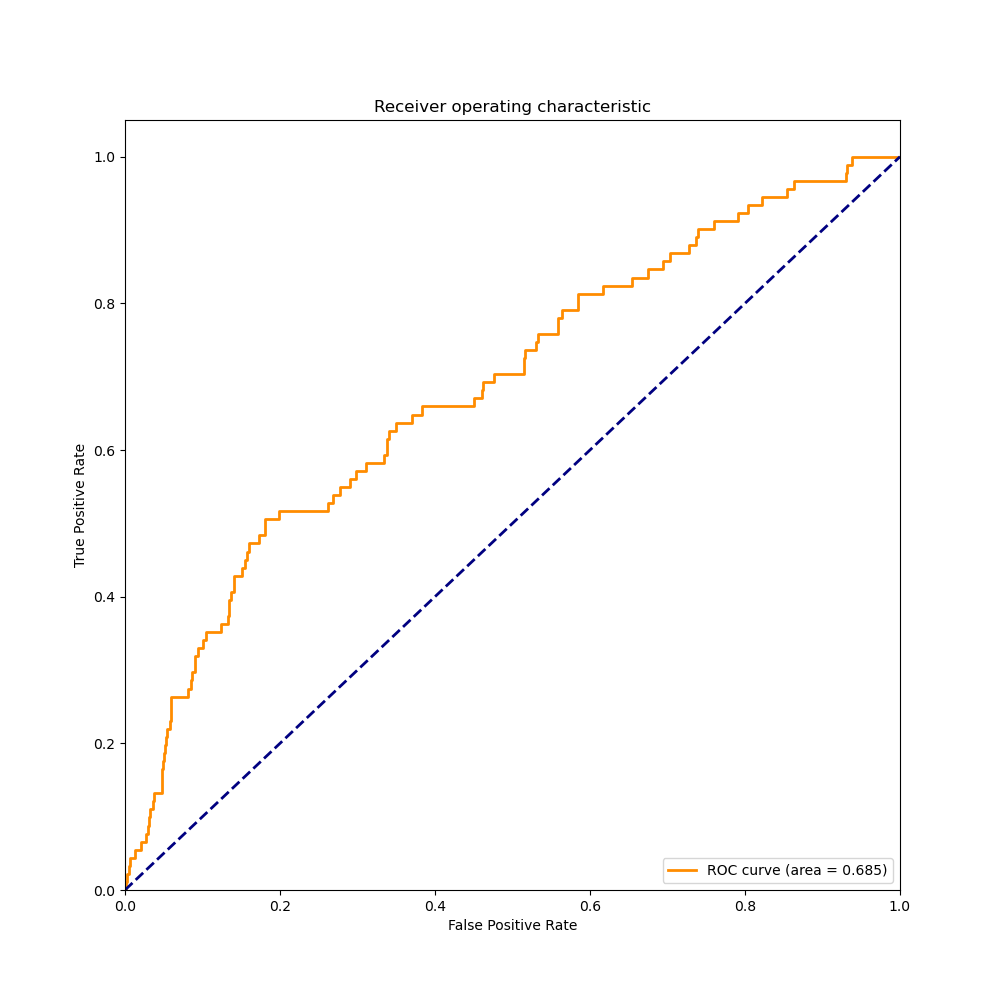 Receiver operating characteristic
True Positive Rate
1.0
0.8
0.6
0.4
0.2
0.0
ROC curve (area = 0.685)
0.0 0.2 0.4 0.6 0.8 1.0
False Positive Rate